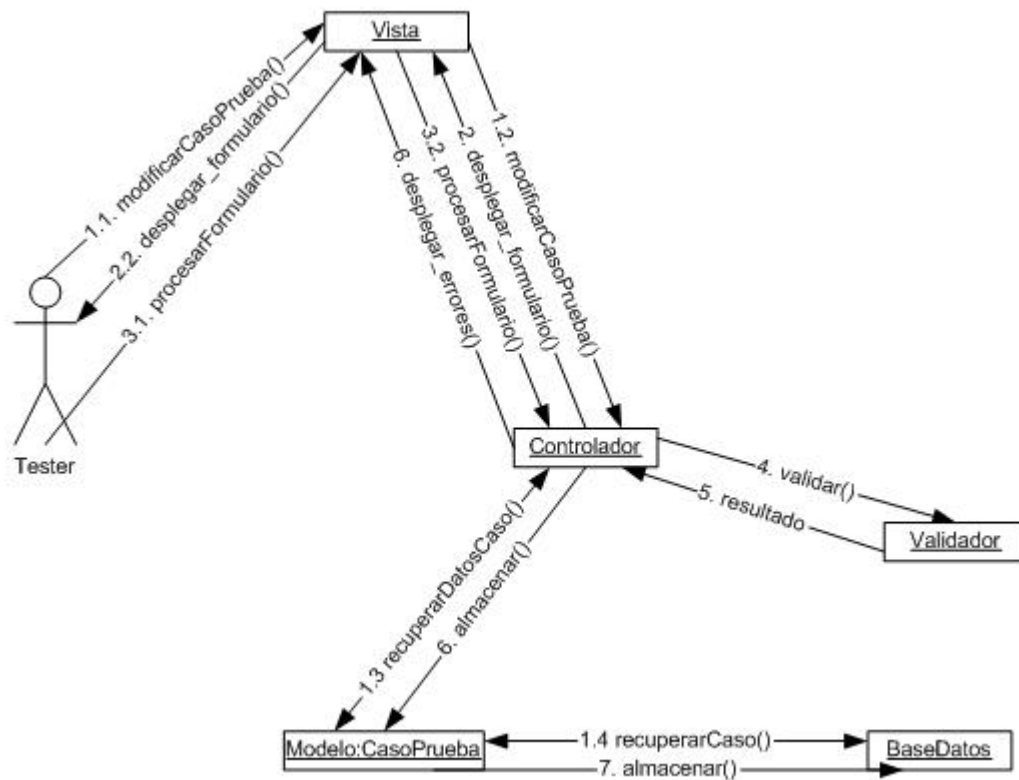 Vista
1.1. modificarCasoPrueba()
2.2. desplegar_formulario()
3.1. procesarFormulario()
6. desplegar_errores()
3.2. procesarFormulario()
2. desplegar_formulario()
1.2. modificarCasoPrueba()
Tester
Controlador
4. validar()
5. resultado
Validador
1.3 recuperarDatosCaso()
6. almacenar()
Modelo:CasoPrueba
1.4 recuperarCaso()
7. almacenar()
BaseDatos